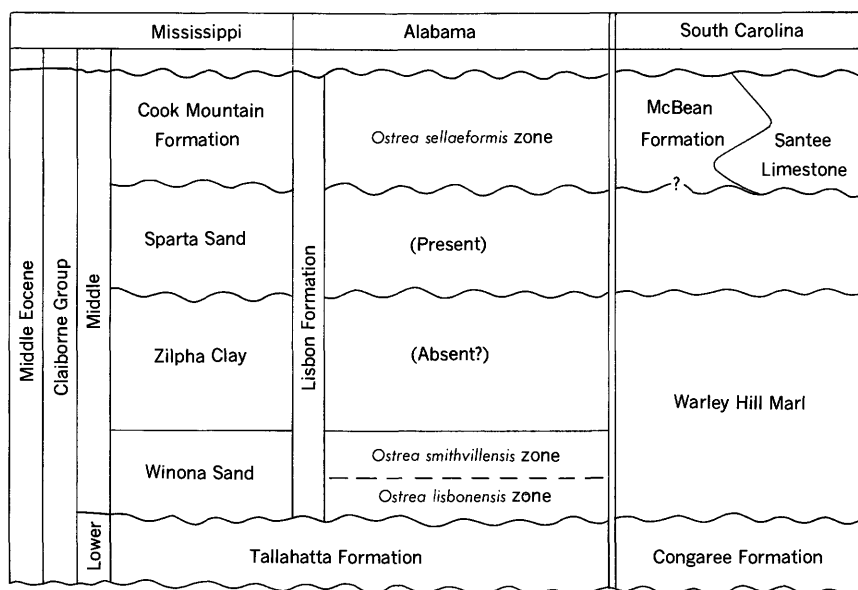 Mississippi
Alabama
South Carolina
Middle Eocene
Claiborne Group
Middle
Lower
Cook Mountain
Formation
Sparta Sand
Zilpha Clay
Winona Sand
Lisbon Formation
Ostrea sellaeformis zone
(Present)
(Absent?)
Ostrea smithvillensis zone
Ostrea lisbonensis zone
Tallahatta Formation
McBean
Formation
Santee
Limestone
?
Warley Hill Marl
Congaree Formation